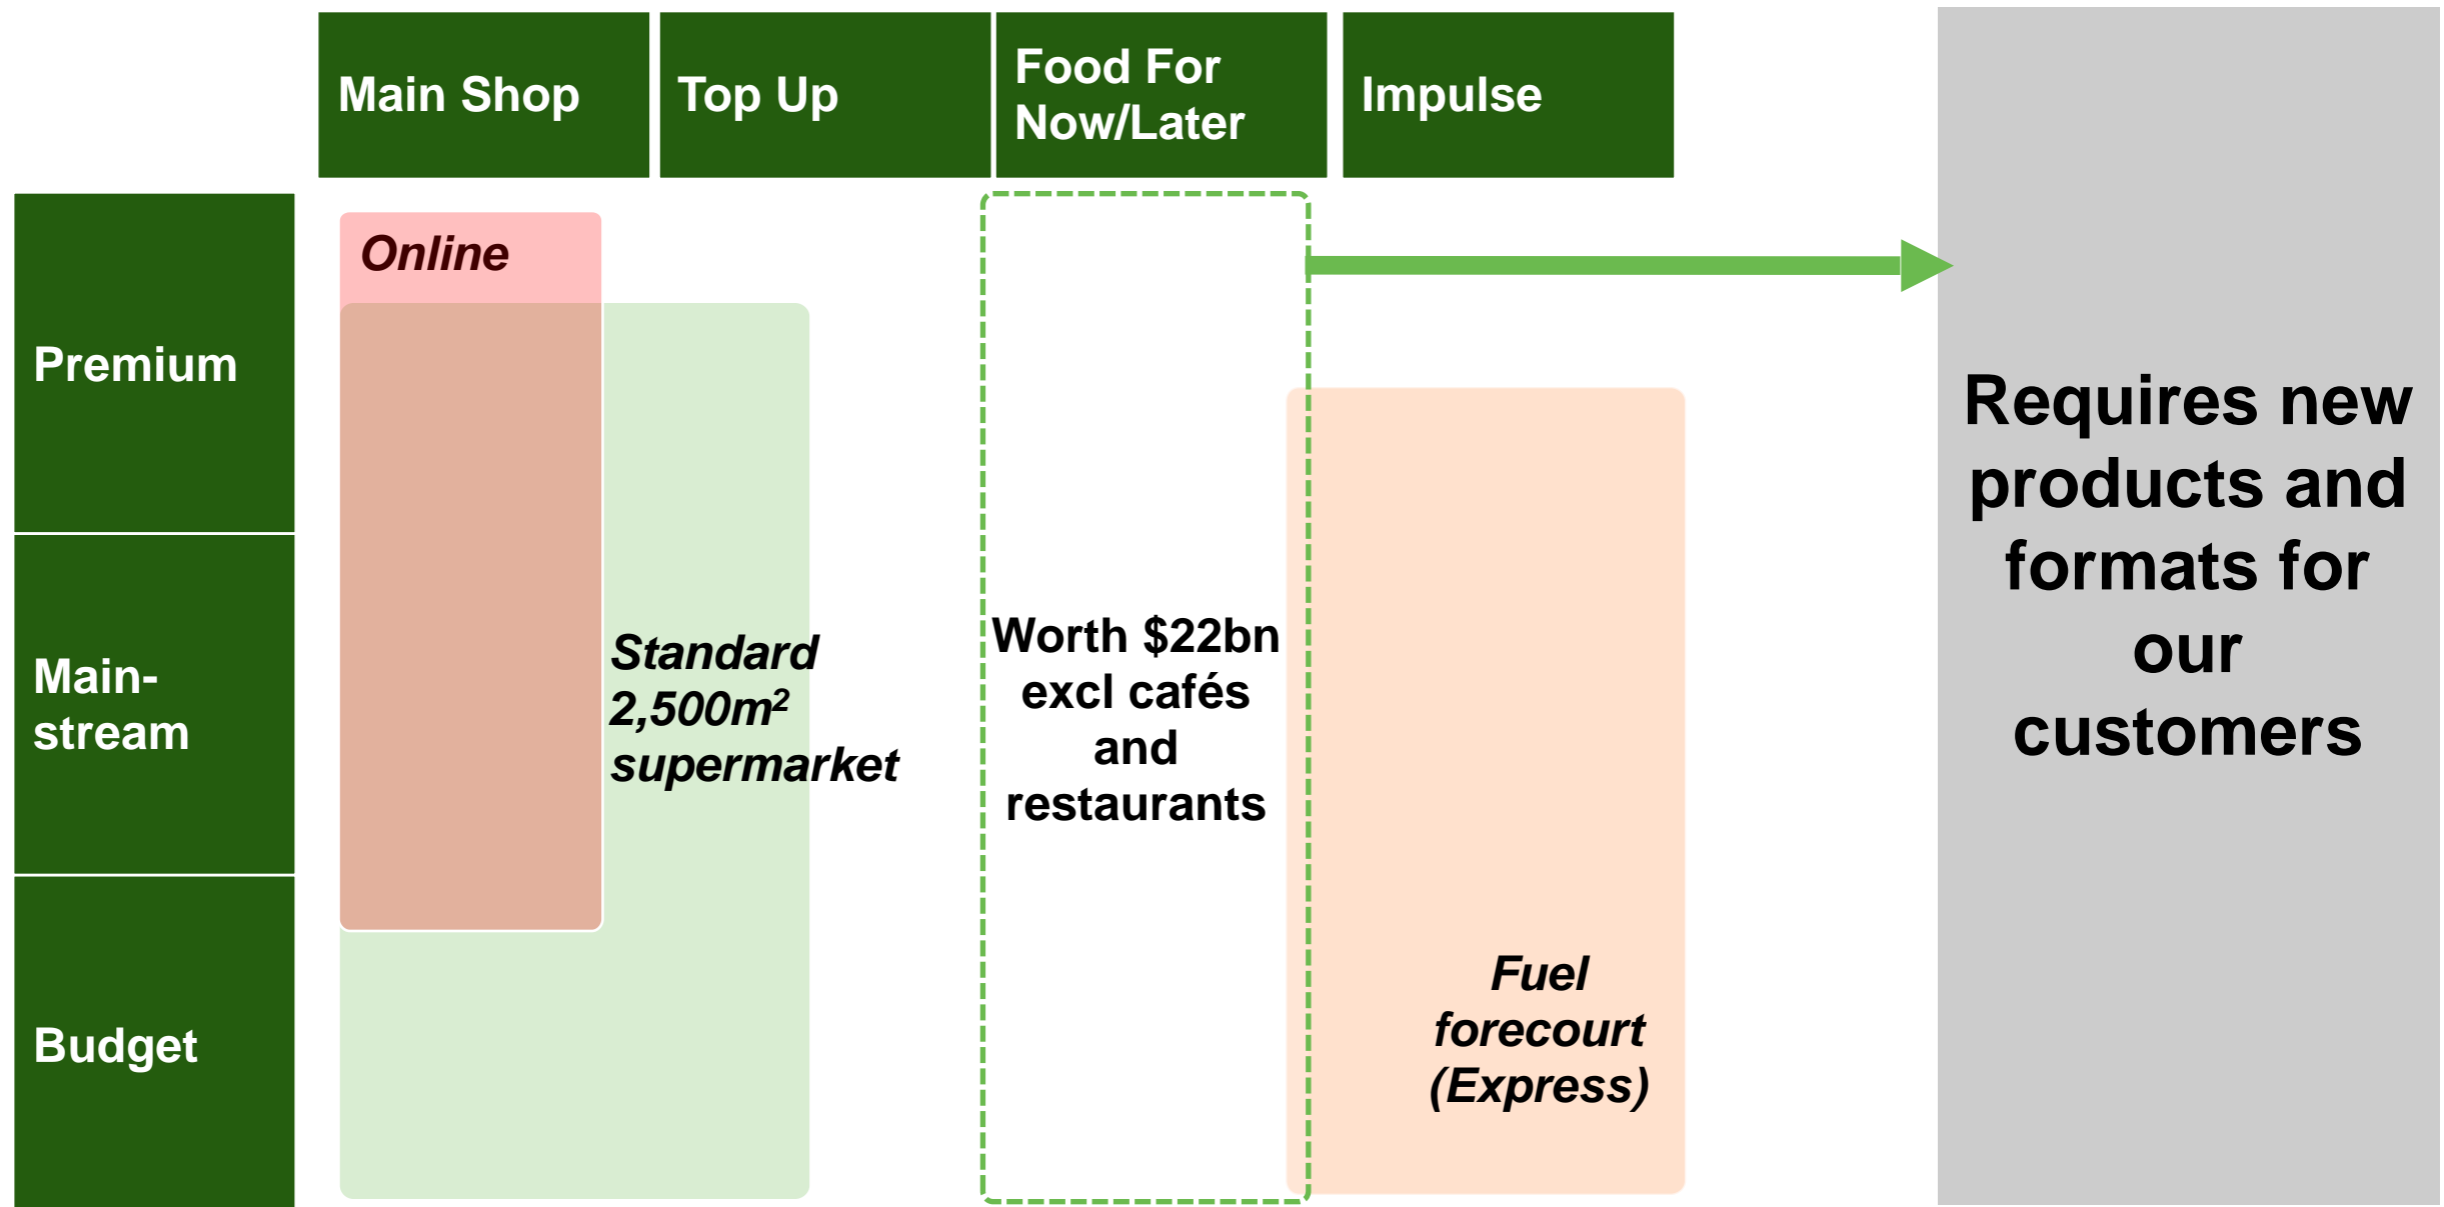 Main Shop
Top Up
Food For
Now/Later
Impulse
Premium
Main-
stream
Budget
Online
Standard
2,500m²
supermarket
Worth $22bn
excl cafés
and
restaurants
Fuel
forecourt
(Express)
Requires new
products and
formats for
our
customers